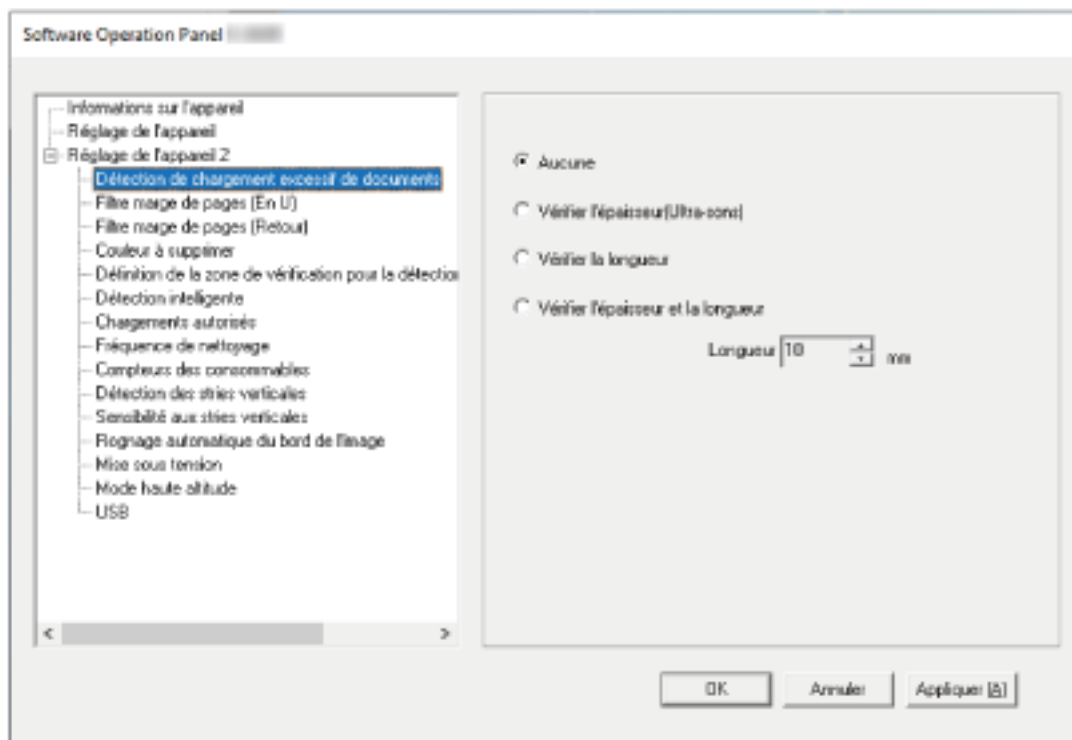 Software Operation Panel
Informations sur l'appareil
Réglage de l'appareil
Réglage de l'appareil 2
Détection de chargement excessif de documents
Filtre marge de pages (En U)
Filtre marge de pages (Retour)
Couleur à supprimer
Définition de la zone de vérification pour la détection
Détection intelligente
Chargements autorisés
Fréquence de nettoyage
Compteurs des consommables
Détection des stries verticales
Sensibilité aux stries verticales
Rognage automatique du bord de l'image
Mise sous tension
Mode haute altitude
USB
Aucune
Vérifier l'épaisseur(Ultra-sons)
Vérifier la longueur
Vérifier l'épaisseur et la longueur
Longueur 10 mm
OK
Annuler
Appliquer (A)